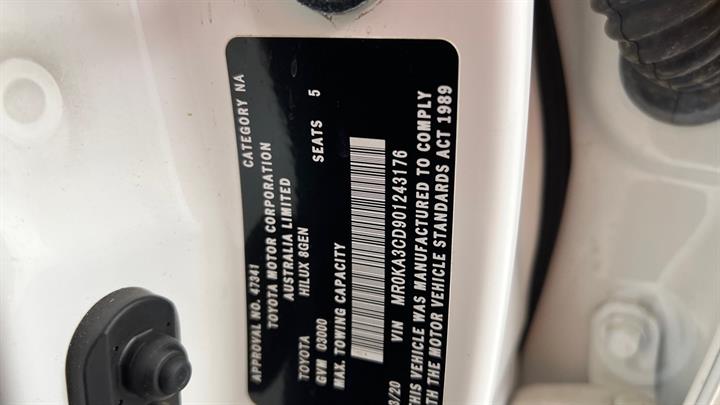 APPROVAL NO. 47341 CATEGORY NA
TOYOTA MOTOR CORPORATION
AUSTRALIA LIMITED
TOYOTA HILUX 8GEN
GVM 03000 SEATS 5
MAX. TOWING CAPACITY
VIN MR0KA3CD901243176
/20 THIS VEHICLE WAS MANUFACTURED TO COMPLY
TH THE MOTOR VEHICLE STANDARDS ACT 1989